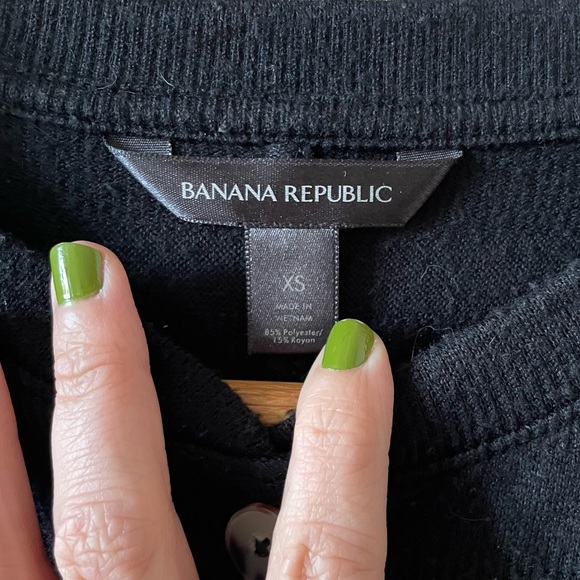 BANANA REPUBLIC
XS
MADE IN
VIETNAM
85% Polyester/
15% Rayon